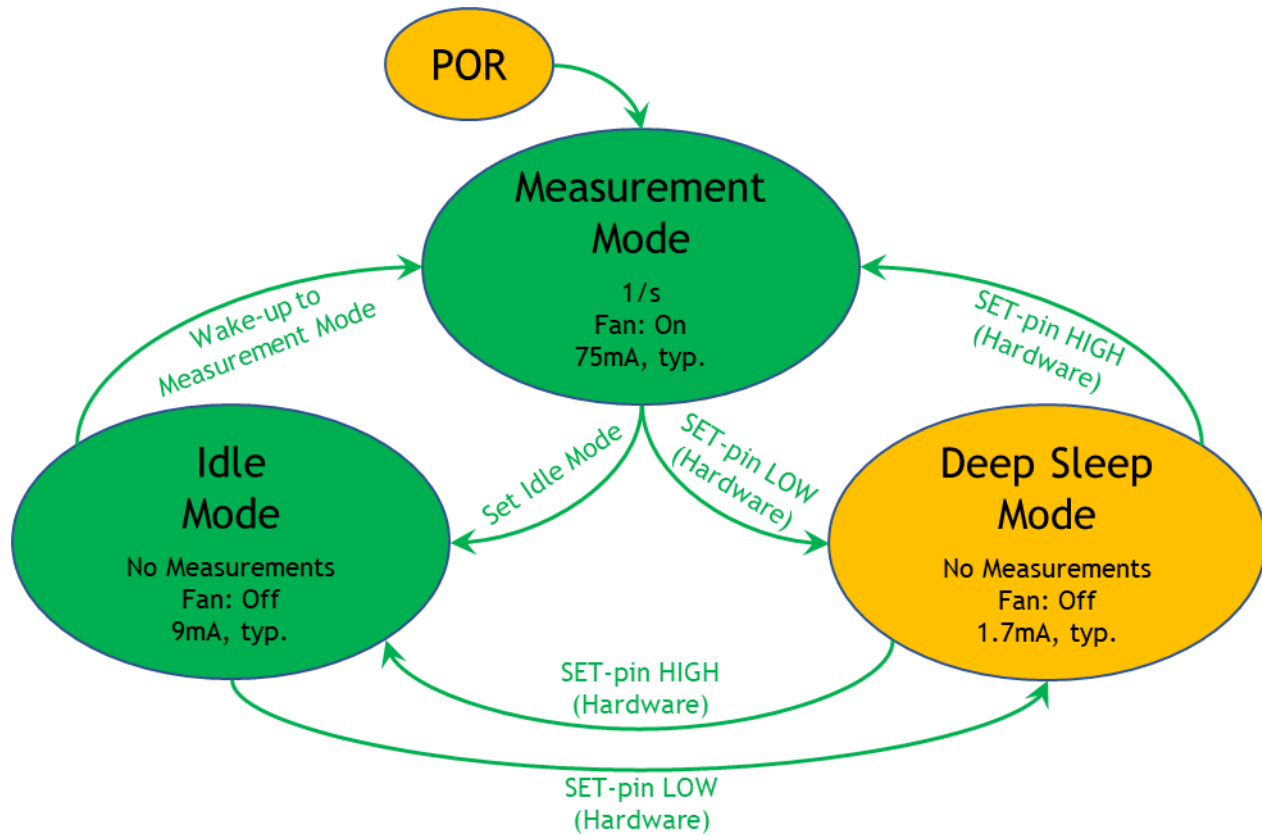 POR
Measurement
Mode
1/s
Fan: On
75mA, typ.
Wake-up to
Measurement Mode
SET-pin HIGH
(Hardware)
Set Idle Mode
SET-pin LOW
(Hardware)
Idle
Mode
No Measurements
Fan: Off
9mA, typ.
Deep Sleep
Mode
No Measurements
Fan: Off
1.7mA, typ.
SET-pin HIGH
(Hardware)
SET-pin LOW
(Hardware)